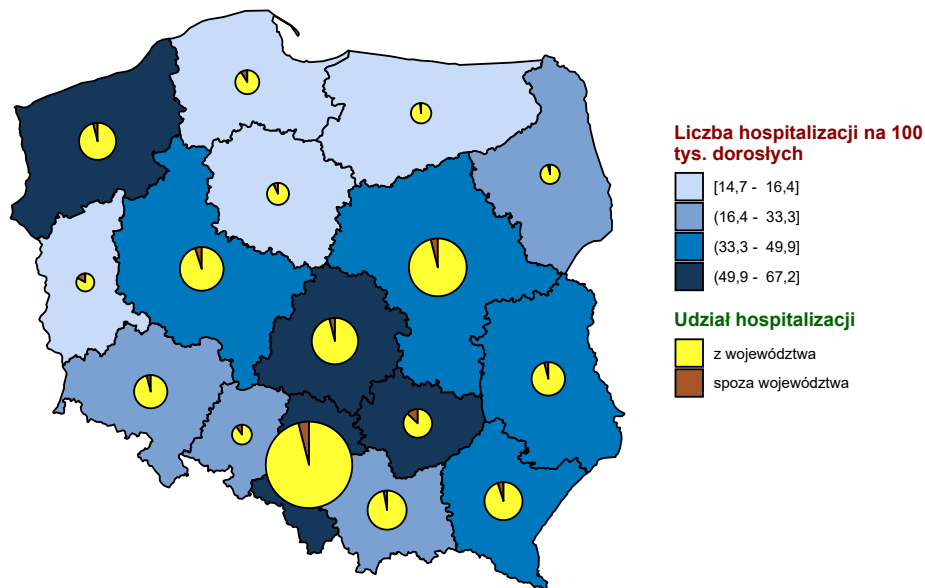 Liczba hospitalizacji na 100
tys. dorosłych
[14,7 - 16,4]
(16,4 - 33,3]
(33,3 - 49,9]
(49,9 - 67,2]
Udział hospitalizacji
z województwa
spoza województwa